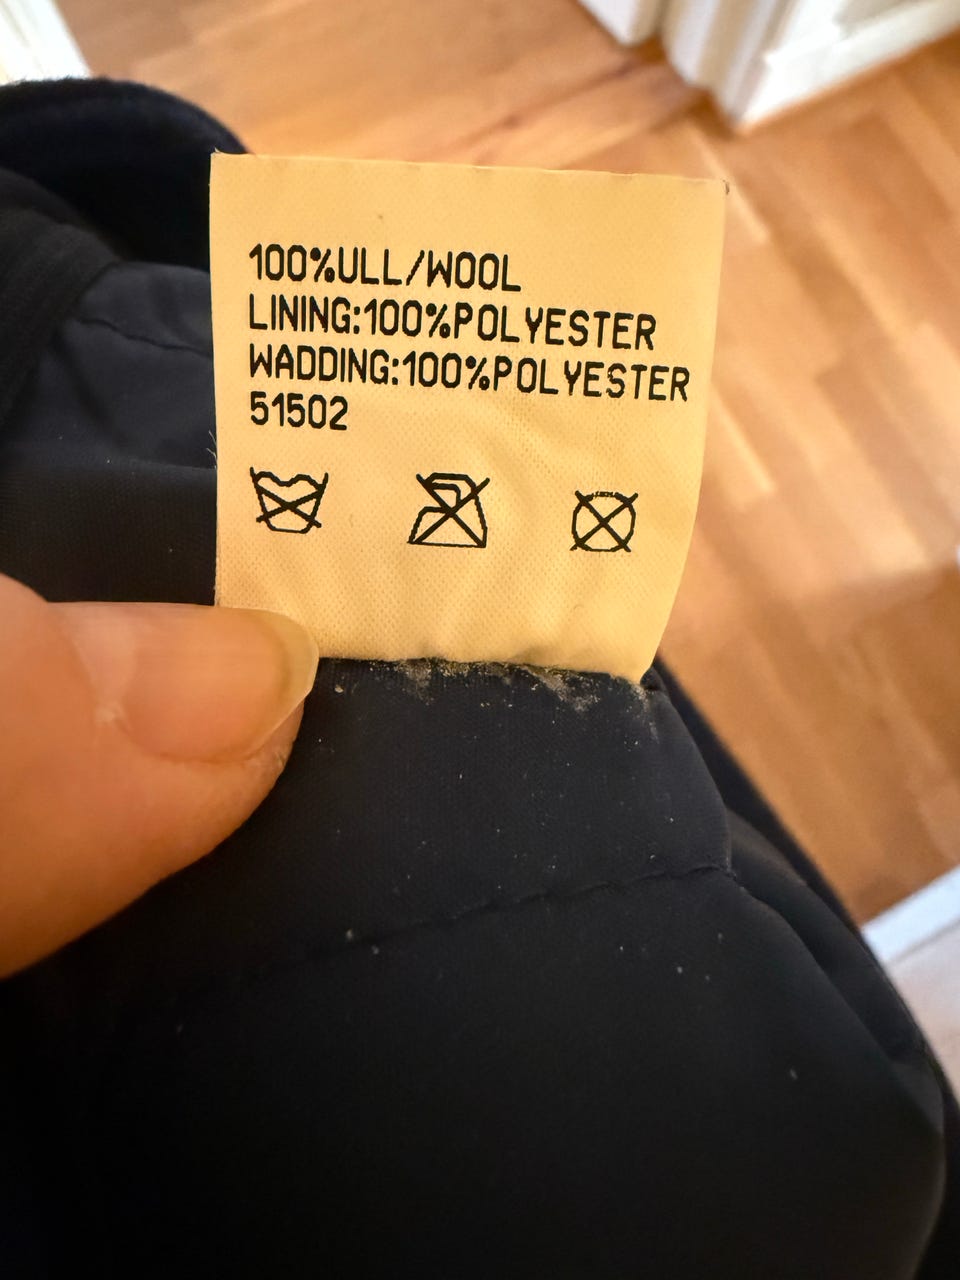 100%ULL/WOOL
LINING:100%POLYESTER
WADDING:100%POLYESTER
51502